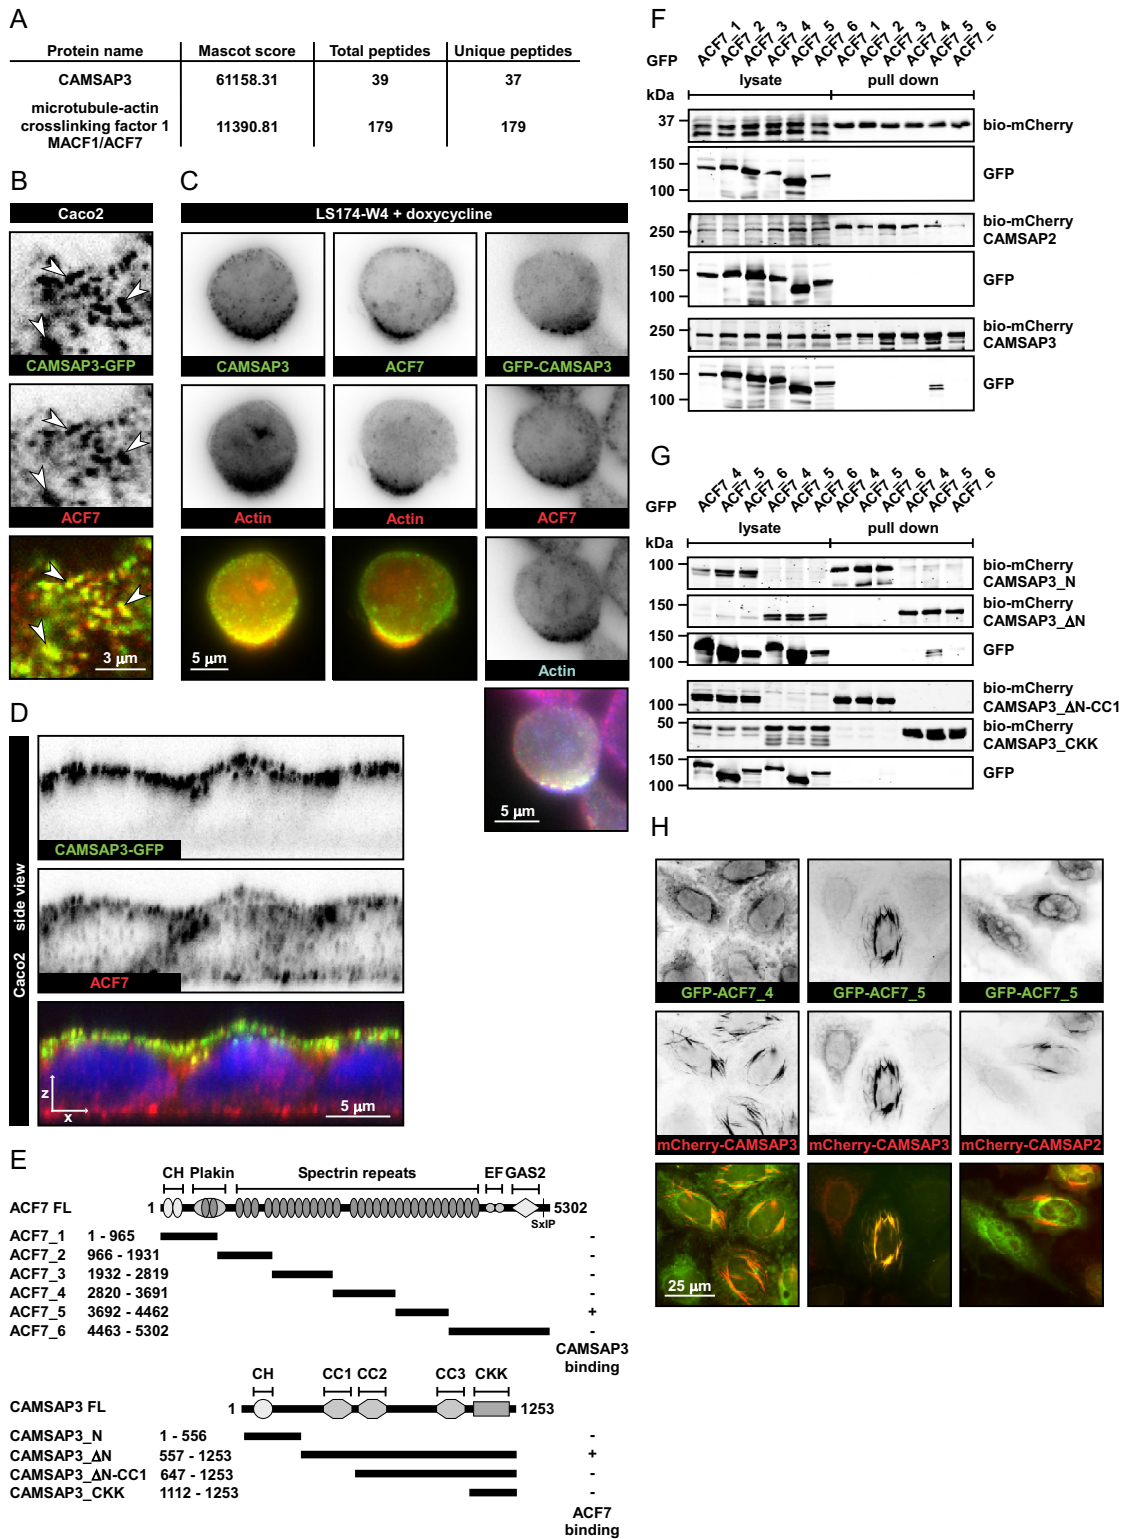 A
Protein name Mascot score Total peptides Unique peptides
CAMSAP3 61158.31 39 37
microtubule-actin
crosslinking factor 1 11390.81 179 179
MACF1/ACF7
B
Caco2
CAMSAP3-GFP
ACF7
3 μm
C
LS174-W4 + doxycycline
CAMSAP3 ACF7 GFP-CAMSAP3
Actin Actin ACF7
5 μm
Actin
5 μm
D
Caco2 side view
CAMSAP3-GFP
ACF7
z
x
5 μm
E
CH Plakin Spectrin repeats EF GAS2
ACF7 FL 1 5302
SxIP
ACF7_1 1 - 965 -
ACF7_2 966 - 1931 -
ACF7_3 1932 - 2819 -
ACF7_4 2820 - 3691 -
ACF7_5 3692 - 4462 +
ACF7_6 4463 - 5302 -
CAMSAP3
binding
CH CC1 CC2 CC3 CKK
CAMSAP3 FL 1 1253
CAMSAP3_N 1 - 556 -
CAMSAP3_ΔN 557 - 1253 +
CAMSAP3_ΔN-CC1 647 - 1253 -
CAMSAP3_CKK 1112 - 1253 -
ACF7
binding
F
GFP ACF7_1 ACF7_2 ACF7_3 ACF7_4 ACF7_5 ACF7_6 ACF7_1 ACF7_2 ACF7_3 ACF7_4 ACF7_5 ACF7_6
lysate pull down
kDa
37 bio-mCherry
150
100 GFP
250 bio-mCherry
CAMSAP2
150
100 GFP
250 bio-mCherry
CAMSAP3
150
100 GFP
G
GFP ACF7_4 ACF7_5 ACF7_6 ACF7_4 ACF7_5 ACF7_6 ACF7_4 ACF7_5 ACF7_6 ACF7_4 ACF7_5 ACF7_6
lysate pull down
kDa
100 bio-mCherry
CAMSAP3_N
150 bio-mCherry
CAMSAP3_ΔN
150
100 GFP
100 bio-mCherry
CAMSAP3_ΔN-CC1
50 bio-mCherry
CAMSAP3_CKK
150
100 GFP
H
GFP-ACF7_4 GFP-ACF7_5 GFP-ACF7_5
mCherry-CAMSAP3 mCherry-CAMSAP3 mCherry-CAMSAP2
25 μm